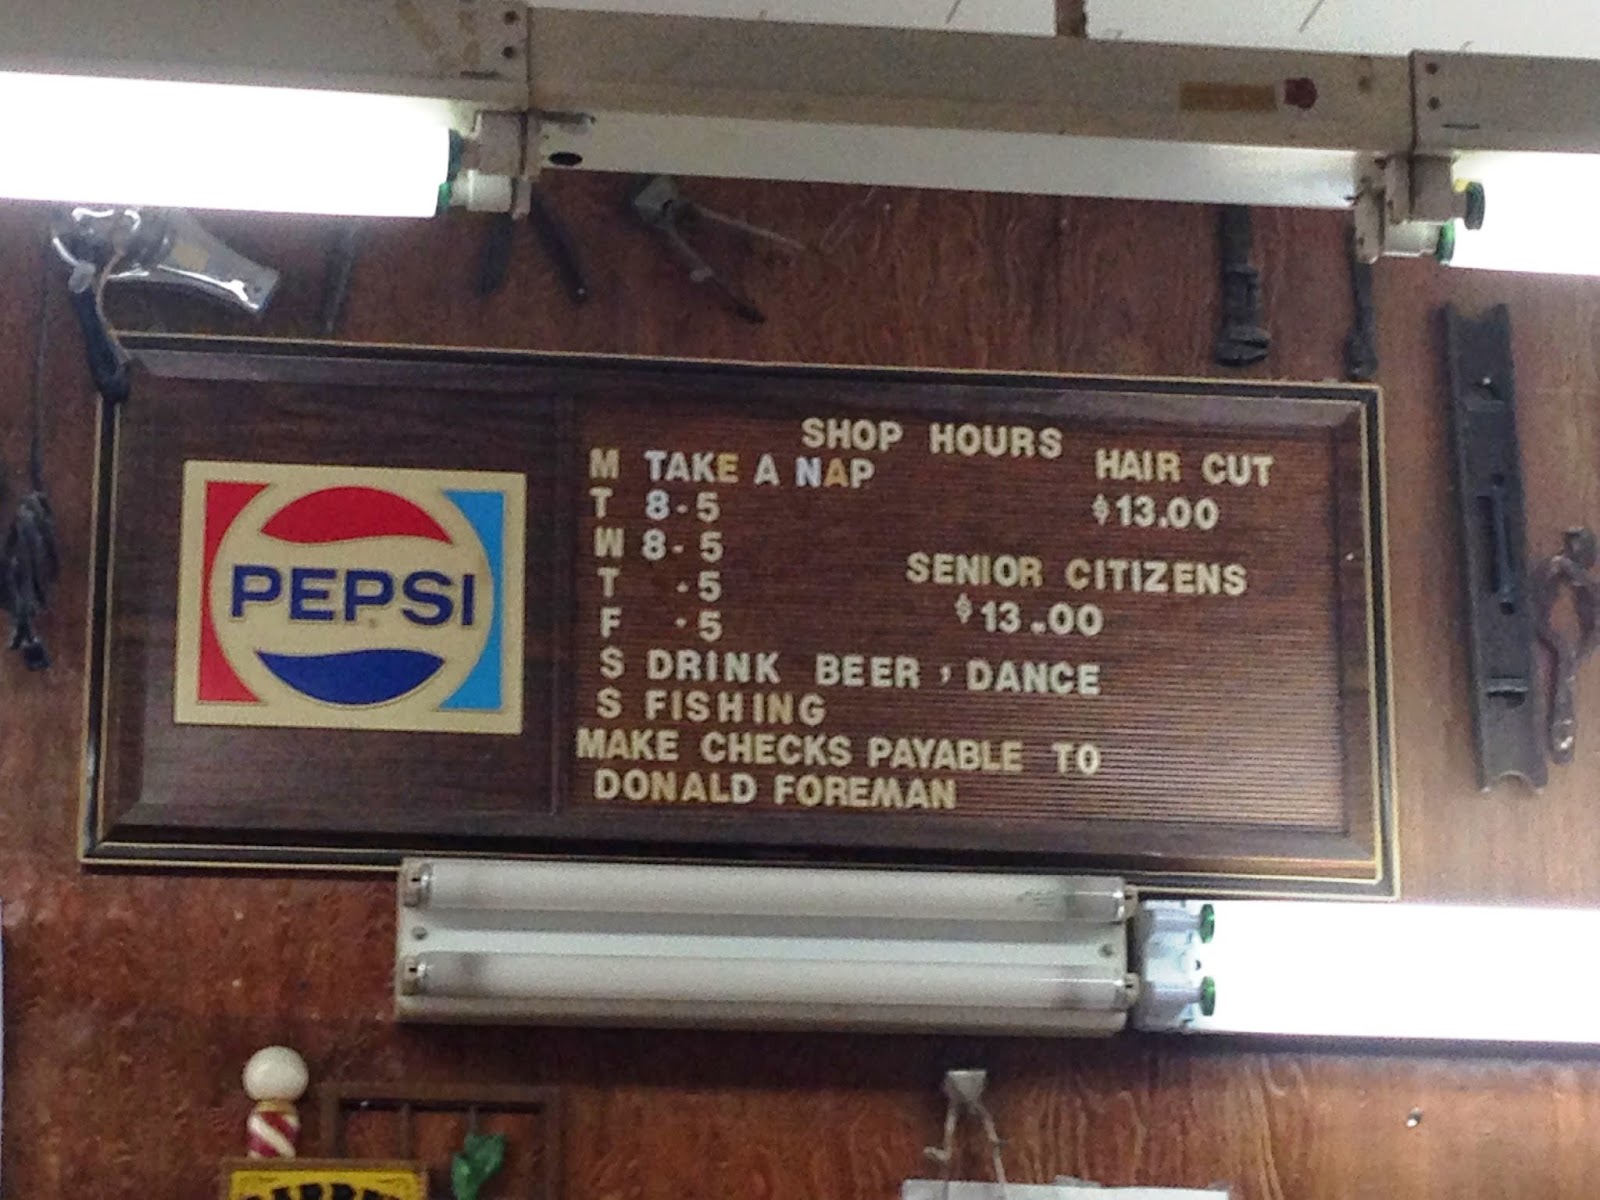 PEPSI
SHOP HOURS
M TAKE A NAP
T 8-5
W 8-5
T -5
F -5
S DRINK BEER, DANCE
S FISHING
MAKE CHECKS PAYABLE TO
DONALD FOREMAN
HAIR CUT
$13.00
SENIOR CITIZENS
$13.00